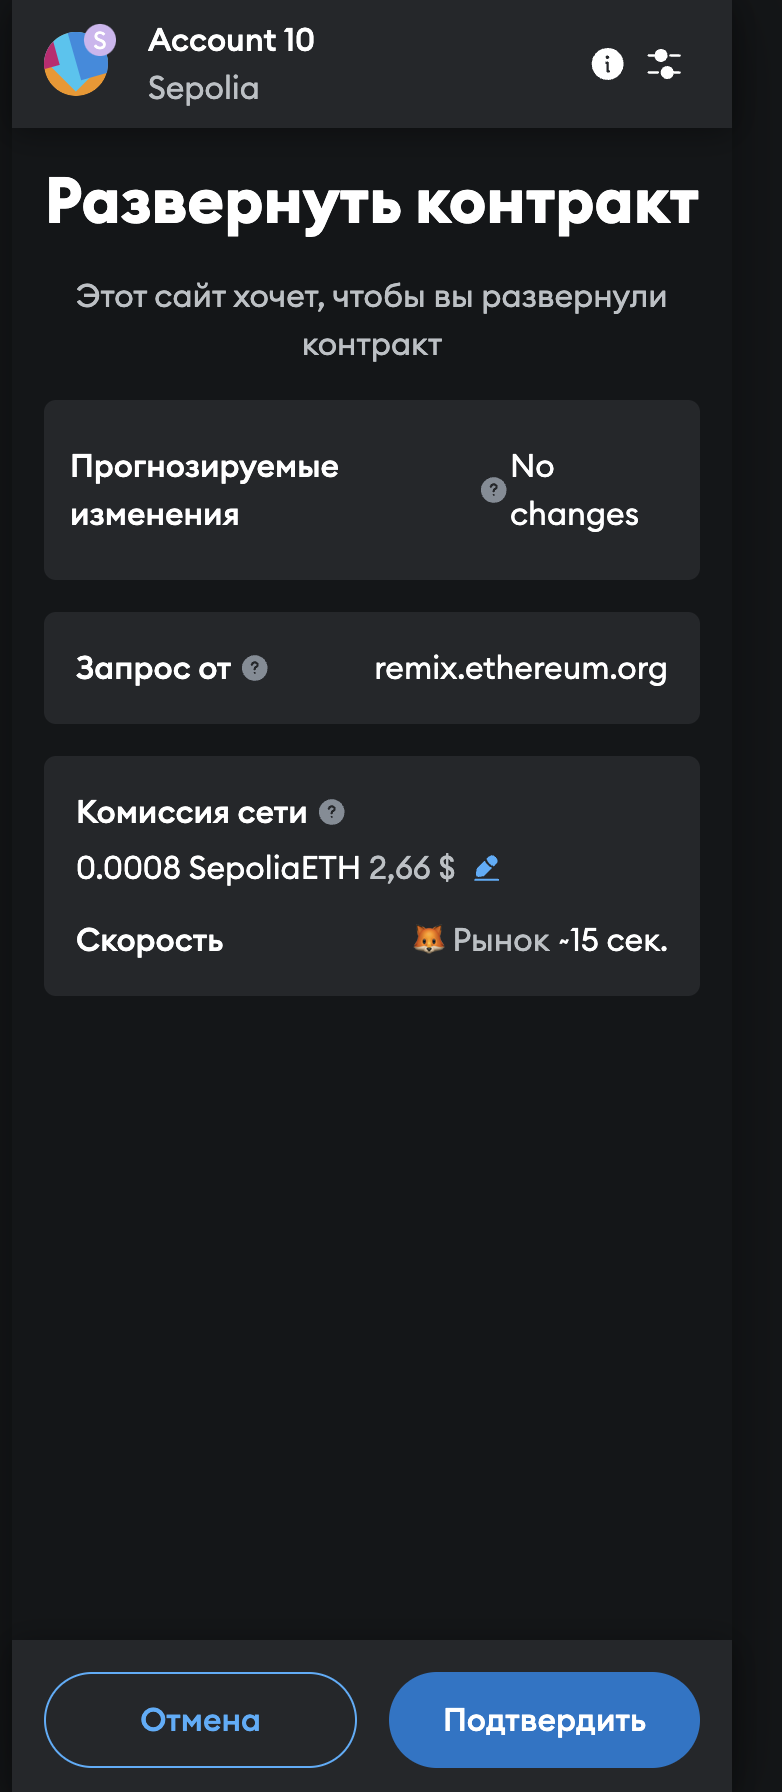 S
Account 10
Sepolia
Развернуть контракт
Этот сайт хочет, чтобы вы развернули
контракт
Прогнозируемые
изменения
No
changes
Запрос от
remix.ethereum.org
Комиссия сети
0.0008 SepoliaETH 2,66 $
Скорость
Рынок ~15 сек.
Отмена
Подтвердить